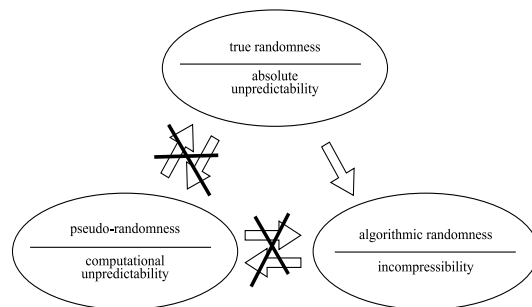 true randomness
absolute
unpredictability
pseudo-randomness
computational
unpredictability
algorithmic randomness
incompressibility